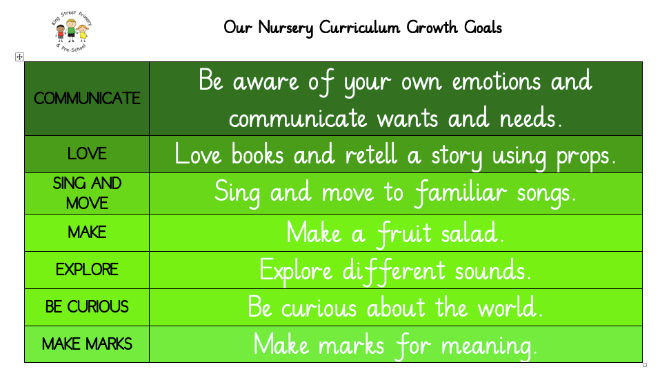 King Street Primary
& Pre-School
Our Nursery Curriculum Growth Goals
COMMUNICATE
Be aware of your own emotions and
communicate wants and needs.
LOVE
Love books and retell a story using props.
SING AND
MOVE
Sing and move to familiar songs.
MAKE
Make a fruit salad.
EXPLORE
Explore different sounds.
BE CURIOUS
Be curious about the world.
MAKE MARKS
Make marks for meaning.